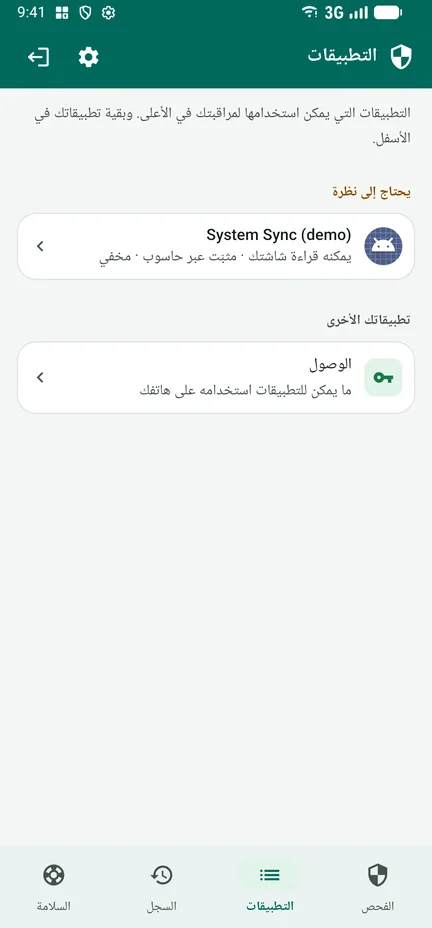 9:41
3G
التطبيقات
التطبيقات التي يمكن استخدامها لمراقبتك في الأعلى. وبقية تطبيقاتك في
الأسفل.
يحتاج إلى نظرة
System Sync (demo)
يمكنه قراءة شاشتك · مثبّت عبر حاسوب · مخفي
تطبيقاتك الأخرى
الوصول
ما يمكن للتطبيقات استخدامه على هاتفك
الفحص
التطبيقات
السجل
السلامة